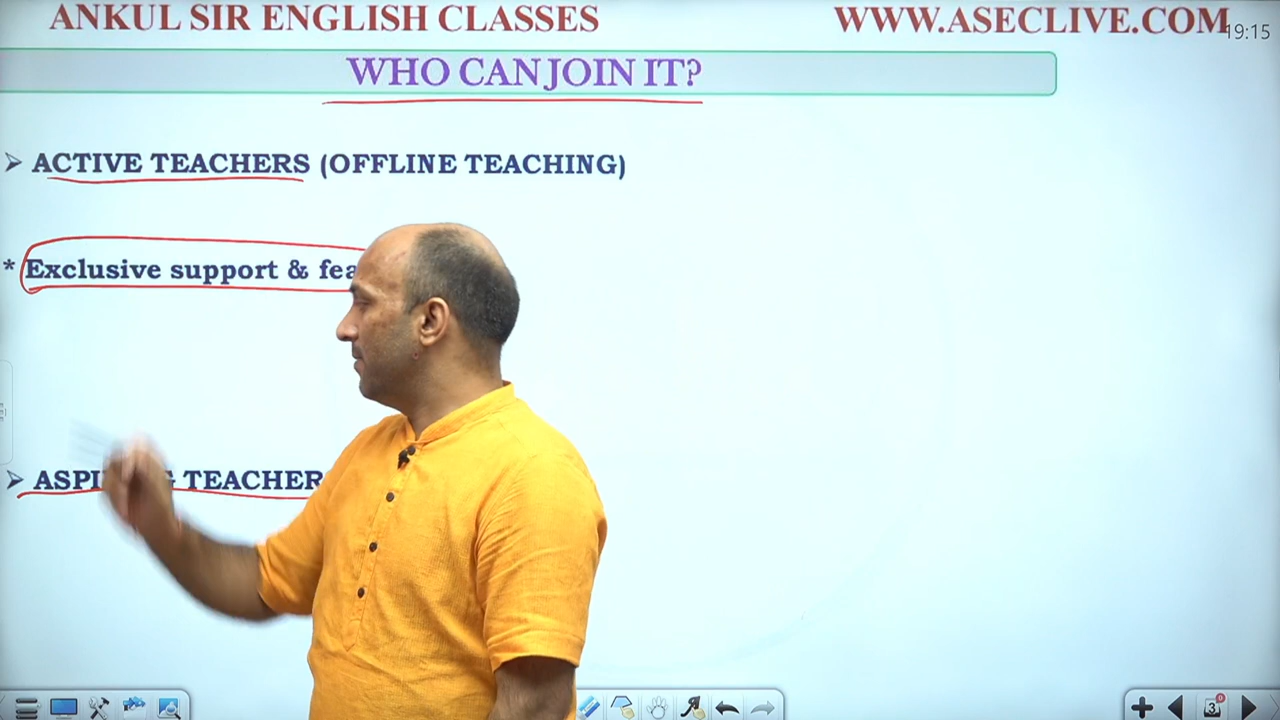 ANKUL SIR ENGLISH CLASSES WWW.ASECLIVE.COM
19:15
WHO CAN JOIN IT?
➢ ACTIVE TEACHERS (OFFLINE TEACHING)
* Exclusive support &
➢ TEACHER
3